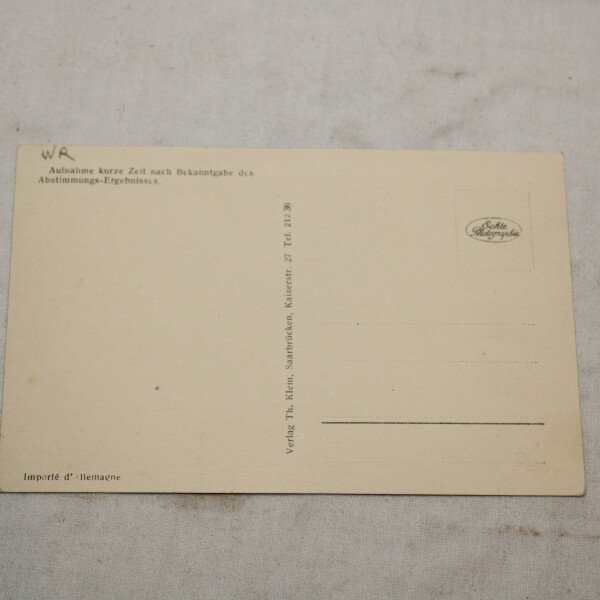 WR
Aufnahme kurze Zeit nach Bekanntgabe des
Abstimmungs-Ergebnisses.
Echte
Photographie
Verlag Th. Klein, Saarbrücken, Kaiserstr. 27 Tel. 212 36
Importé d'Allemagne